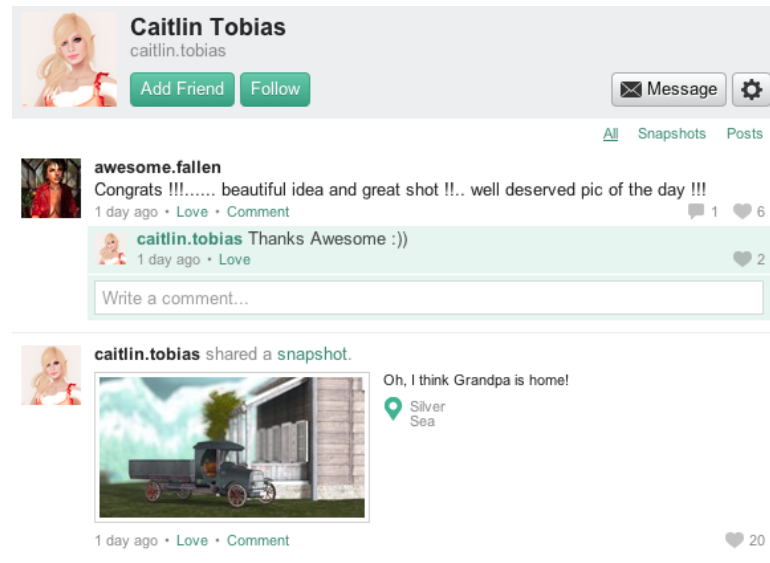 Caitlin Tobias
caitlin.tobias
Add Friend Follow Message
All Snapshots Posts
awesome.fallen
Congrats !!!...... beautiful idea and great shot !!.. well deserved pic of the day !!!
1 day ago • Love • Comment 1 6
caitlin.tobias Thanks Awesome :))
1 day ago • Love 2
Write a comment...
caitlin.tobias shared a snapshot.
Oh, I think Grandpa is home!
Silver
Sea
1 day ago • Love • Comment 20